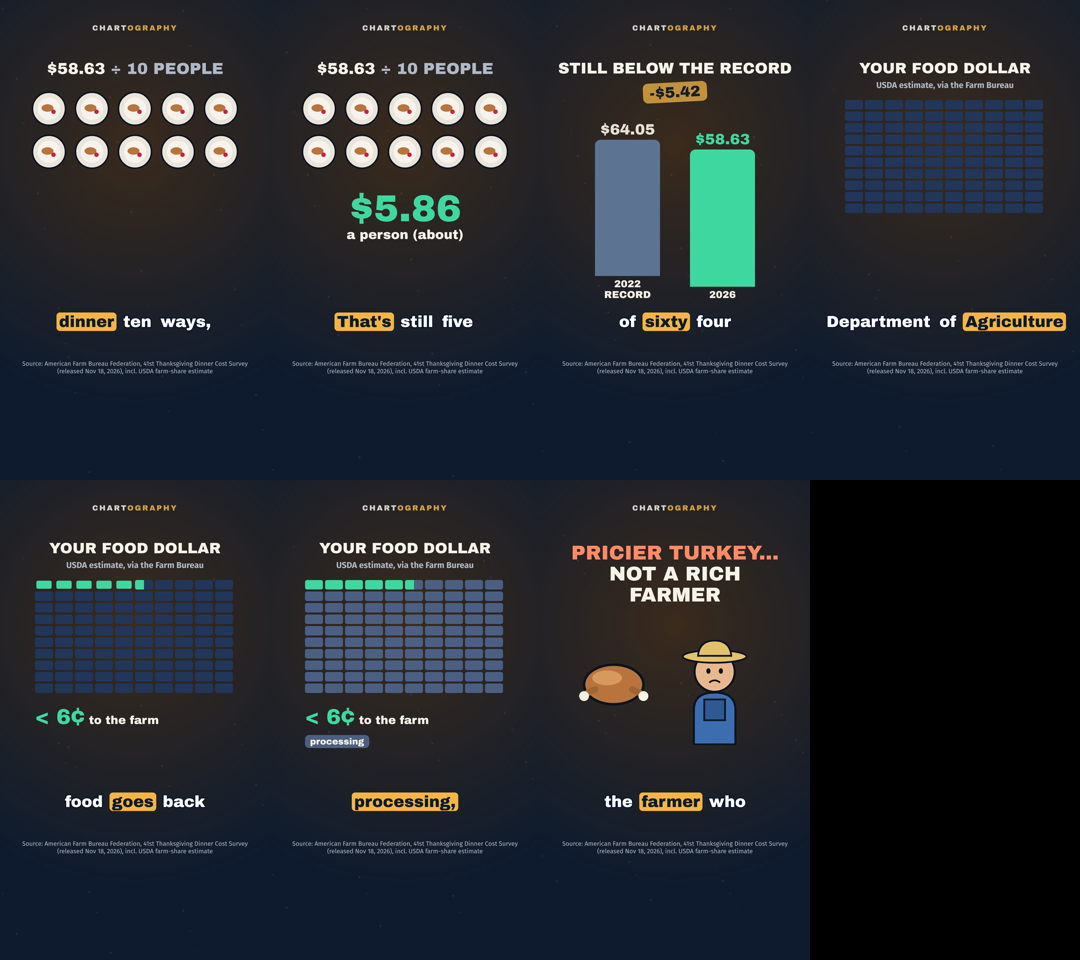 CHARTOGRAPHY
$58.63 ÷ 10 PEOPLE
dinner ten ways,
Source: American Farm Bureau Federation, 41st Thanksgiving Dinner Cost Survey
(released Nov 18, 2026), incl. USDA farm-share estimate
CHARTOGRAPHY
$58.63 ÷ 10 PEOPLE
$5.86
a person (about)
That's still five
Source: American Farm Bureau Federation, 41st Thanksgiving Dinner Cost Survey
(released Nov 18, 2026), incl. USDA farm-share estimate
CHARTOGRAPHY
STILL BELOW THE RECORD
-$5.42
$64.05
$58.63
2022
RECORD
2026
of sixty four
Source: American Farm Bureau Federation, 41st Thanksgiving Dinner Cost Survey
(released Nov 18, 2026), incl. USDA farm-share estimate
CHARTOGRAPHY
YOUR FOOD DOLLAR
USDA estimate, via the Farm Bureau
Department of Agriculture
Source: American Farm Bureau Federation, 41st Thanksgiving Dinner Cost Survey
(released Nov 18, 2026), incl. USDA farm-share estimate
CHARTOGRAPHY
YOUR FOOD DOLLAR
USDA estimate, via the Farm Bureau
< 6¢ to the farm
food goes back
Source: American Farm Bureau Federation, 41st Thanksgiving Dinner Cost Survey
(released Nov 18, 2026), incl. USDA farm-share estimate
CHARTOGRAPHY
YOUR FOOD DOLLAR
USDA estimate, via the Farm Bureau
< 6¢ to the farm
processing
processing,
Source: American Farm Bureau Federation, 41st Thanksgiving Dinner Cost Survey
(released Nov 18, 2026), incl. USDA farm-share estimate
CHARTOGRAPHY
PRICIER TURKEY...
NOT A RICH
FARMER
the farmer who
Source: American Farm Bureau Federation, 41st Thanksgiving Dinner Cost Survey
(released Nov 18, 2026), incl. USDA farm-share estimate